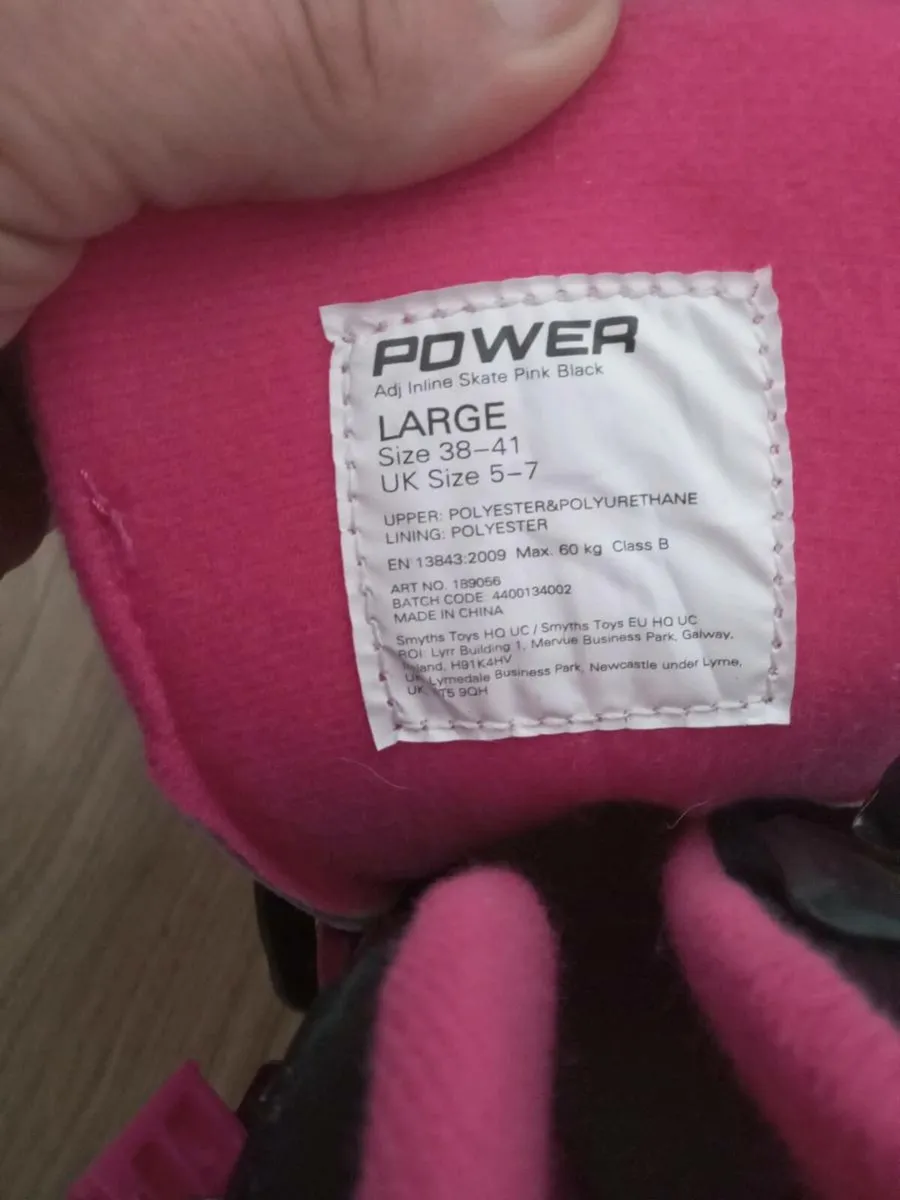 POWER
Adj Inline Skate Pink Black
LARGE
Size 38-41
UK Size 5-7
UPPER: POLYESTER&POLYURETHANE
LINING: POLYESTER
EN 13843:2009 Max. 60 kg Class B
ART NO. 189056
BATCH CODE 4400134002
MADE IN CHINA
Smyths Toys HQ UC / Smyths Toys EU HQ UC
ROI: Lyrr Building 1, Mervue Business Park, Galway,
H91K4HV
Lymedale Business Park, Newcastle under Lyme,
UK, 9QH